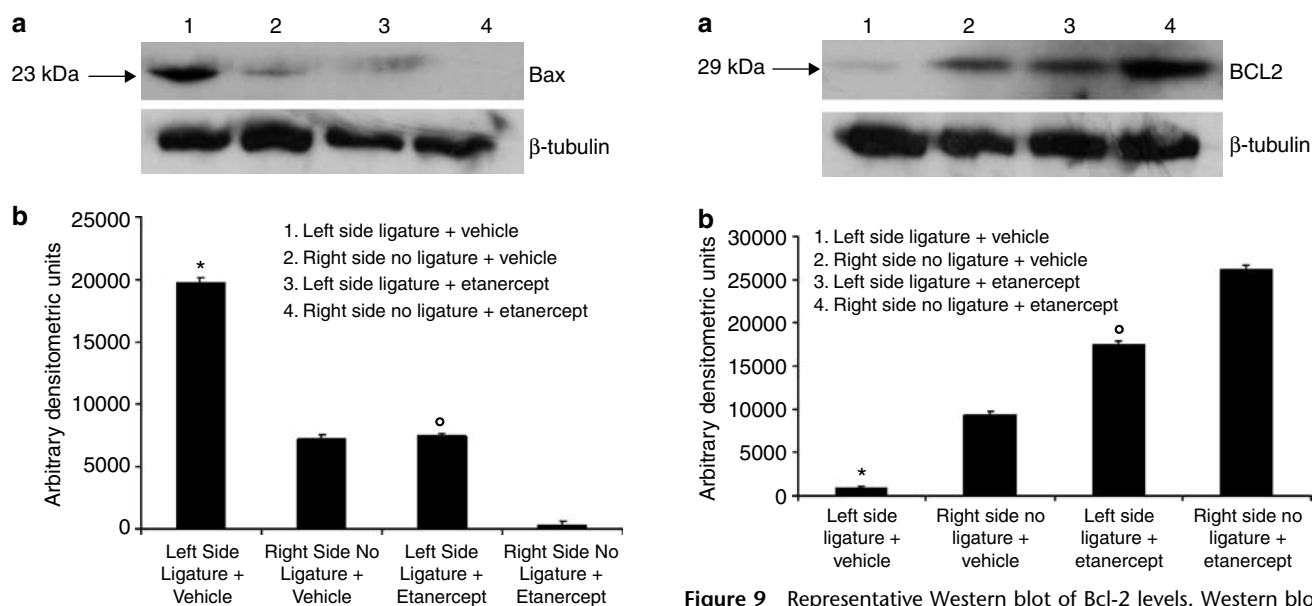 a
1 2 3 4
23 kDa
Bax
β-tubulin
b
25000
20000
15000
10000
5000
0
Arbitrary densitometric units
1. Left side ligature + vehicle
2. Right side no ligature + vehicle
3. Left side ligature + etanercept
4. Right side no ligature + etanercept
*
Left Side Ligature + Vehicle
Right Side No Ligature + Vehicle
Left Side Ligature + Etanercept
Right Side No Ligature + Etanercept
a
1 2 3 4
29 kDa
BCL2
β-tubulin
b
30000
25000
20000
15000
10000
5000
0
Arbitrary densitometric units
1. Left side ligature + vehicle
2. Right side no ligature + vehicle
3. Left side ligature + etanercept
4. Right side no ligature + etanercept
*
Left side ligature + vehicle
Right side no ligature + vehicle
Left side ligature + etanercept
Right side no ligature + etanercept
Figure 9 Representative Western blot of Bcl-2 levels. Western blo